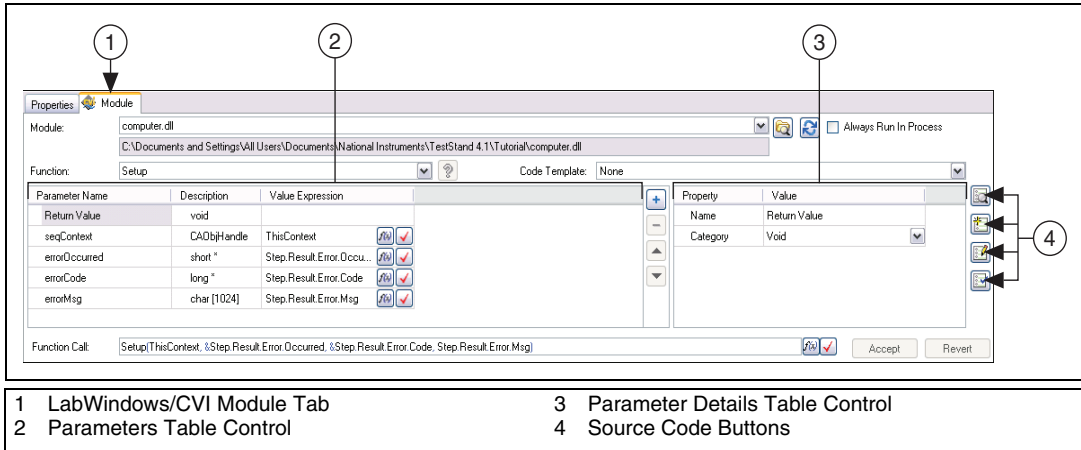 1
2
3
Properties Module
Module: computer.dll Always Run In Process
C:\Documents and Settings\All Users\Documents\National Instruments\TestStand 4.1\Tutorial\computer.dll
Function: Setup ? Code Template: None
Parameter Name Description Value Expression Property Value
Return Value void Name Return Value
seqContext CAObjHandle ThisContext f(x) Category Void
4
errorOccurred short * Step.Result.Error.Occu... f(x)
errorCode long * Step.Result.Error.Code f(x)
errorMsg char [1024] Step.Result.Error.Msg f(x)
Function Call: Setup(ThisContext, &Step.Result.Error.Occurred, &Step.Result.Error.Code, Step.Result.Error.Msg) f(x) Accept Revert
1 LabWindows/CVI Module Tab 3 Parameter Details Table Control
2 Parameters Table Control 4 Source Code Buttons